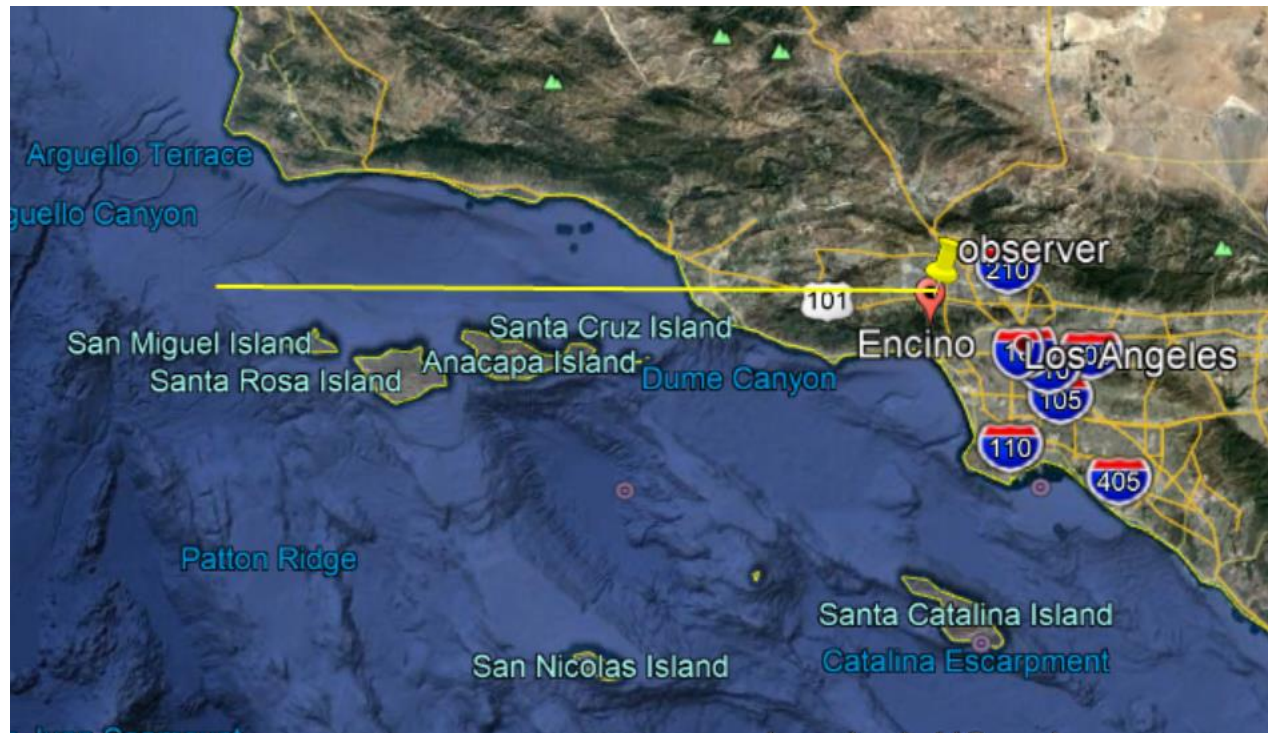 Arguello Terrace
guello Canyon
observer
210
101
San Miguel Island
Santa Cruz Island
Encino
Los Angeles
Santa Rosa Island
Anacapa Island
Dume Canyon
105
110
405
Patton Ridge
Santa Catalina Island
San Nicolas Island
Catalina Escarpment